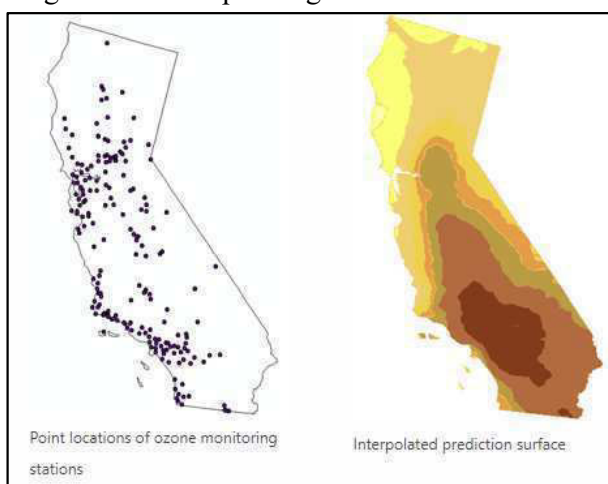 Point locations of ozone monitoring
stations
Interpolated prediction surface